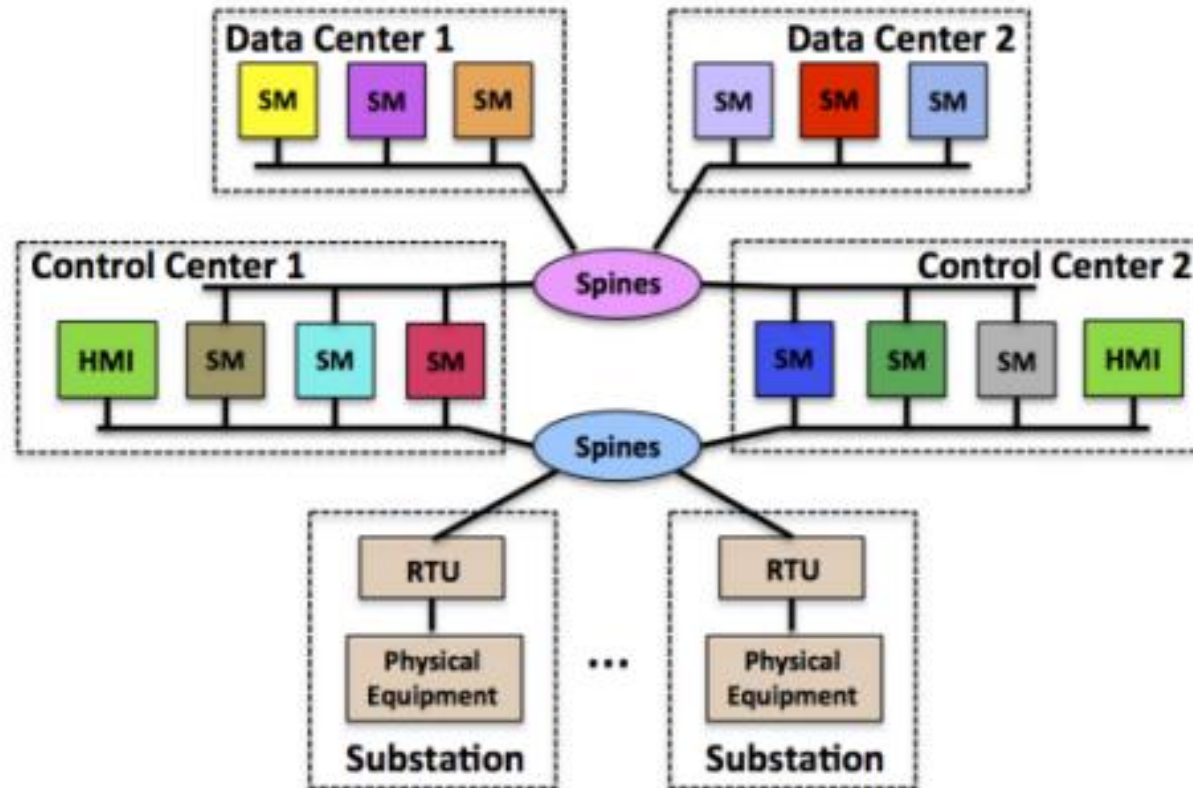 Data Center 1
Data Center 2
SM
SM
SM
SM
SM
SM
Control Center 1
Spines
Control Center 2
HMI
SM
SM
SM
SM
SM
SM
HMI
Spines
RTU
RTU
Physical
Equipment
...
Physical
Equipment
Substation
Substation